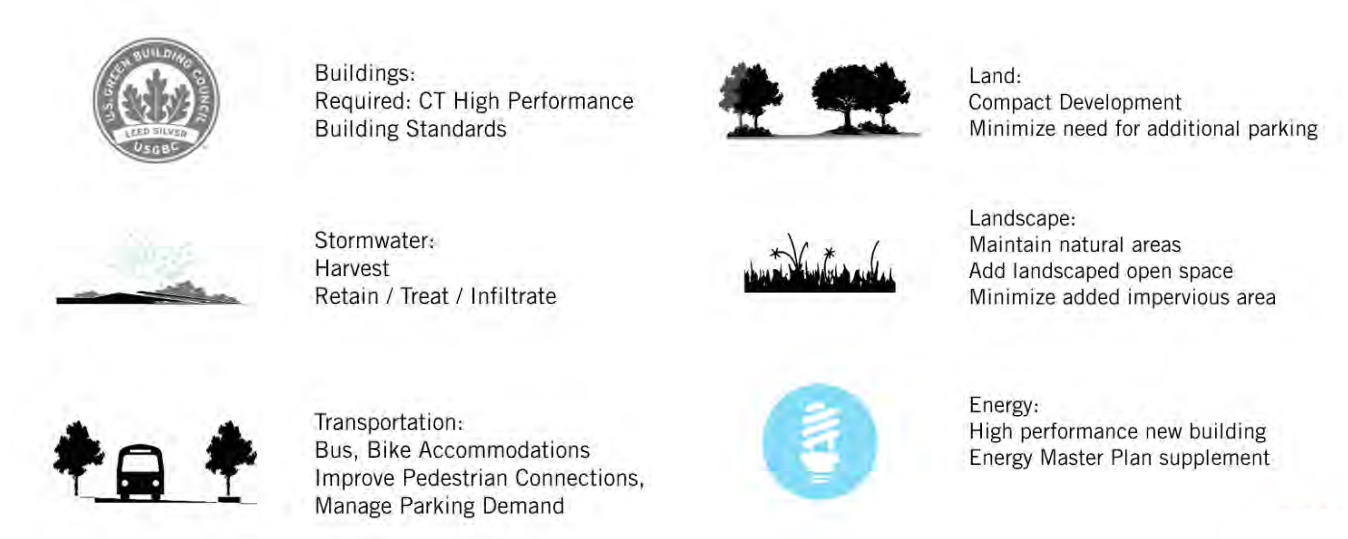 U.S. GREEN BUILDING COUNCIL
LEED SILVER
USGBC
Buildings:
Required: CT High Performance
Building Standards
Land:
Compact Development
Minimize need for additional parking
Stormwater:
Harvest
Retain / Treat / Infiltrate
Landscape:
Maintain natural areas
Add landscaped open space
Minimize added impervious area
Transportation:
Bus, Bike Accommodations
Improve Pedestrian Connections,
Manage Parking Demand
Energy:
High performance new building
Energy Master Plan supplement